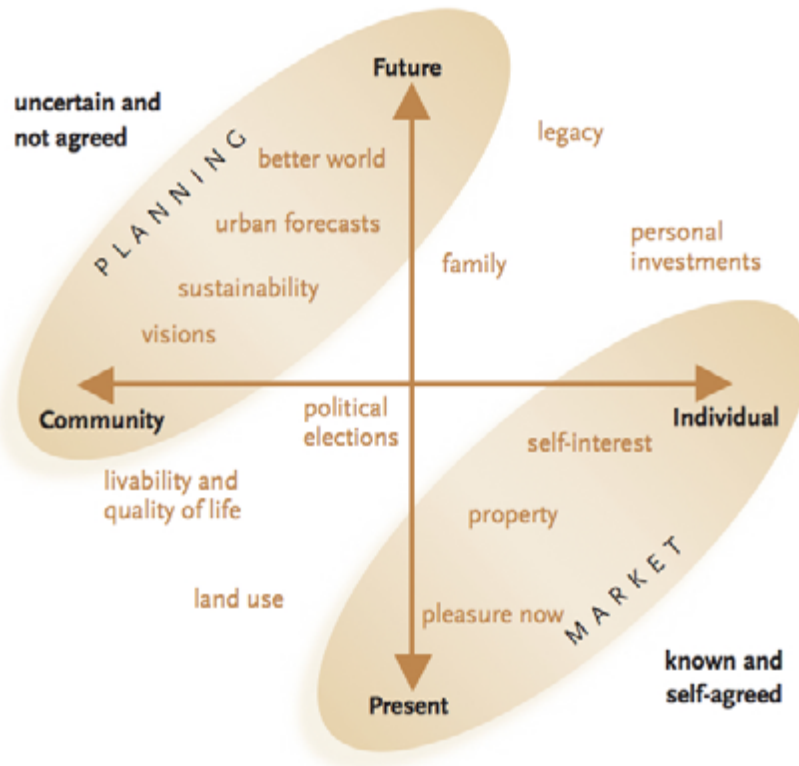 Future
uncertain and
not agreed
PLANNING
legacy
better world
urban forecasts
personal
investments
family
sustainability
visions
Community
political
elections
Individual
self-interest
livability and
quality of life
property
MARKET
land use
pleasure now
known and
self-agreed
Present